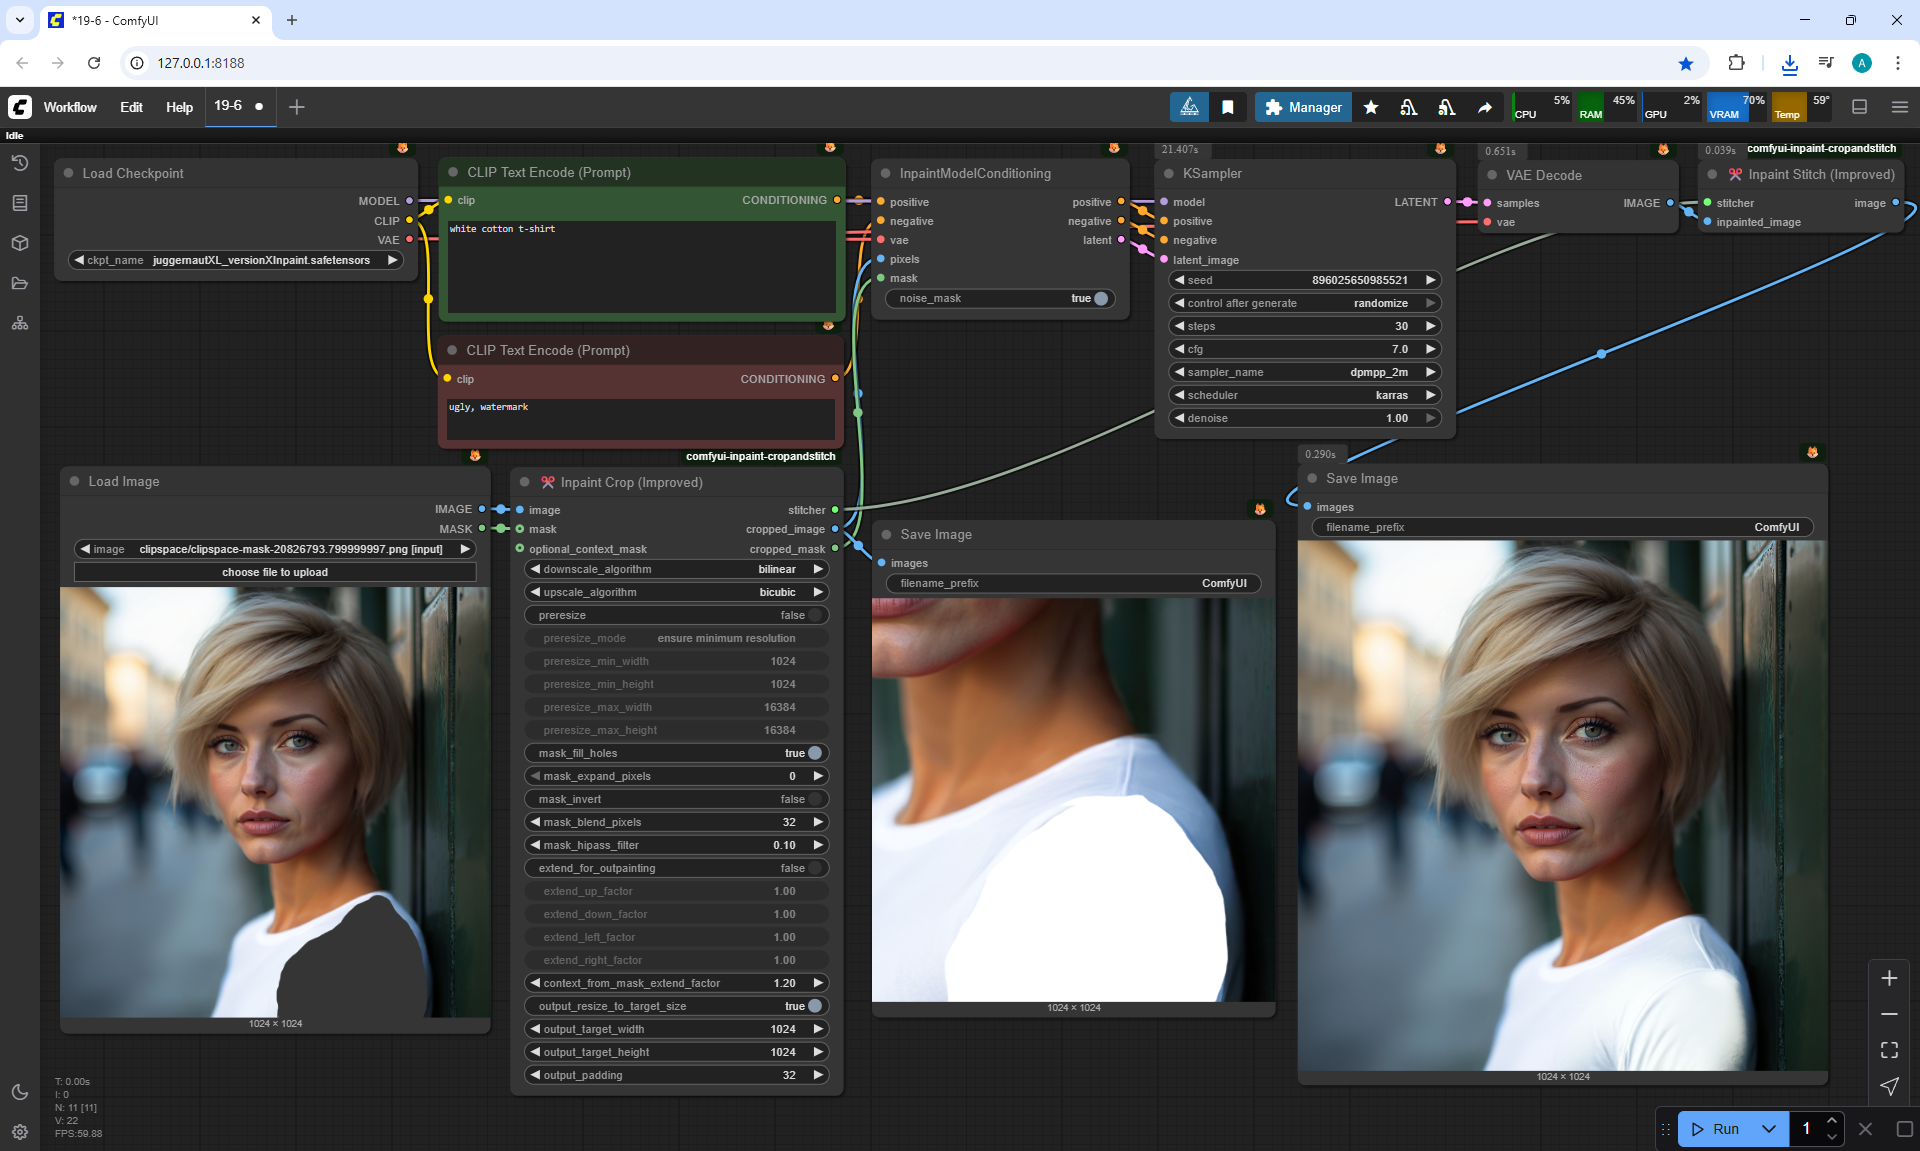 *19-6 - ComfyUI
127.0.0.1:8188
A
Workflow Edit Help 19-6
Manager
CPU 5% RAM 45% GPU 2% VRAM 70% Temp 59°
Idle
Load Checkpoint
MODEL
CLIP
VAE
ckpt_name juggernautXL_versionXInpaint.safetensors
CLIP Text Encode (Prompt)
clip CONDITIONING
white cotton t-shirt
CLIP Text Encode (Prompt)
clip CONDITIONING
ugly, watermark
InpaintModelConditioning
positive positive
negative negative
vae latent
pixels
mask
noise_mask true
21.407s
KSampler
model LATENT
positive
negative
latent_image
seed 896025650985521
control after generate randomize
steps 30
cfg 7.0
sampler_name dpmpp_2m
scheduler karras
denoise 1.00
0.651s
VAE Decode
samples IMAGE
vae
0.039s comfyui-inpaint-cropandstitch
Inpaint Stitch (Improved)
stitcher image
inpainted_image
Load Image
IMAGE
MASK
image clipspace/clipspace-mask-20826793.799999997.png [input]
choose file to upload
1024 × 1024
comfyui-inpaint-cropandstitch
Inpaint Crop (Improved)
image stitcher
mask cropped_image
optional_context_mask cropped_mask
downscale_algorithm bilinear
upscale_algorithm bicubic
preresize false
preresize_mode ensure minimum resolution
preresize_min_width 1024
preresize_min_height 1024
preresize_max_width 16384
preresize_max_height 16384
mask_fill_holes true
mask_expand_pixels 0
mask_invert false
mask_blend_pixels 32
mask_hipass_filter 0.10
extend_for_outpainting false
extend_up_factor 1.00
extend_down_factor 1.00
extend_left_factor 1.00
extend_right_factor 1.00
context_from_mask_extend_factor 1.20
output_resize_to_target_size true
output_target_width 1024
output_target_height 1024
output_padding 32
Save Image
images
filename_prefix ComfyUI
1024 × 1024
0.290s
Save Image
images
filename_prefix ComfyUI
1024 × 1024
T: 0.00s
I: 0
N: 11 [11]
V: 22
FPS:59.88
Run 1